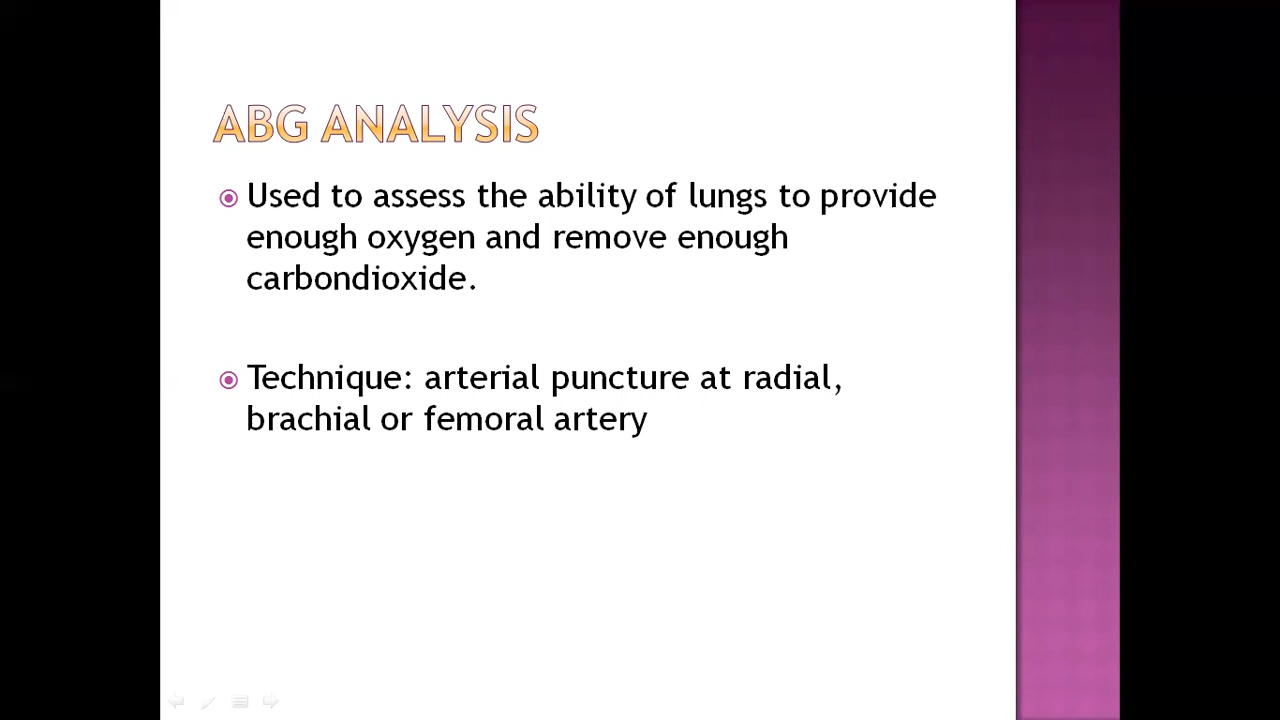 ABG ANALYSIS
Used to assess the ability of lungs to provide
enough oxygen and remove enough
carbondioxide.
Technique: arterial puncture at radial,
brachial or femoral artery